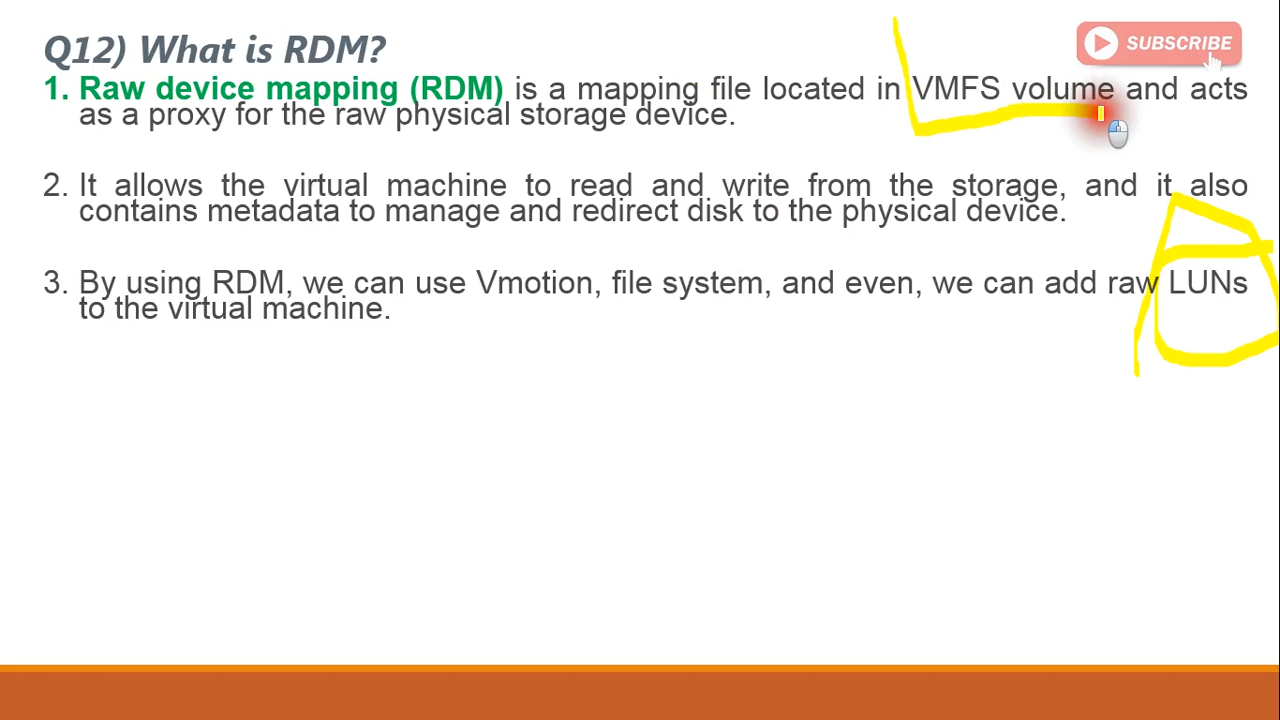 Q12) What is RDM?
SUBSCRIBE
1. Raw device mapping (RDM) is a mapping file located in VMFS volume and acts
as a proxy for the raw physical storage device.
2. It allows the virtual machine to read and write from the storage, and it also
contains metadata to manage and redirect disk to the physical device.
3. By using RDM, we can use Vmotion, file system, and even, we can add raw LUNs
to the virtual machine.